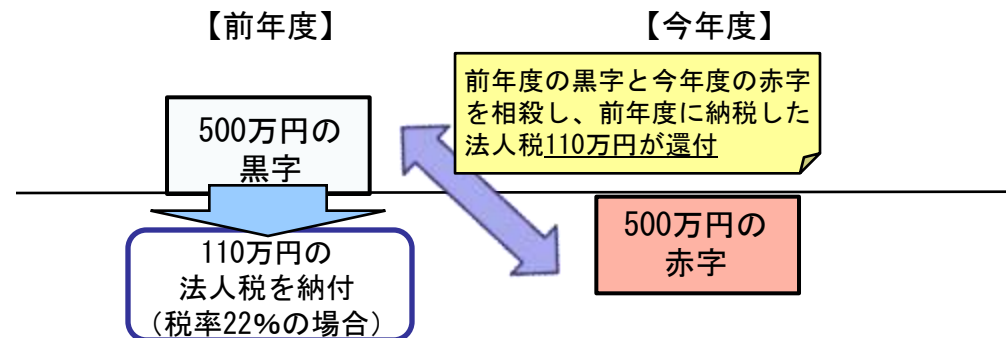 【前年度】
【今年度】
前年度の黒字と今年度の赤字
を相殺し、前年度に納税した
法人税110万円が還付
500万円の
黒字
500万円の
赤字
110万円の
法人税を納付
(税率22%の場合)